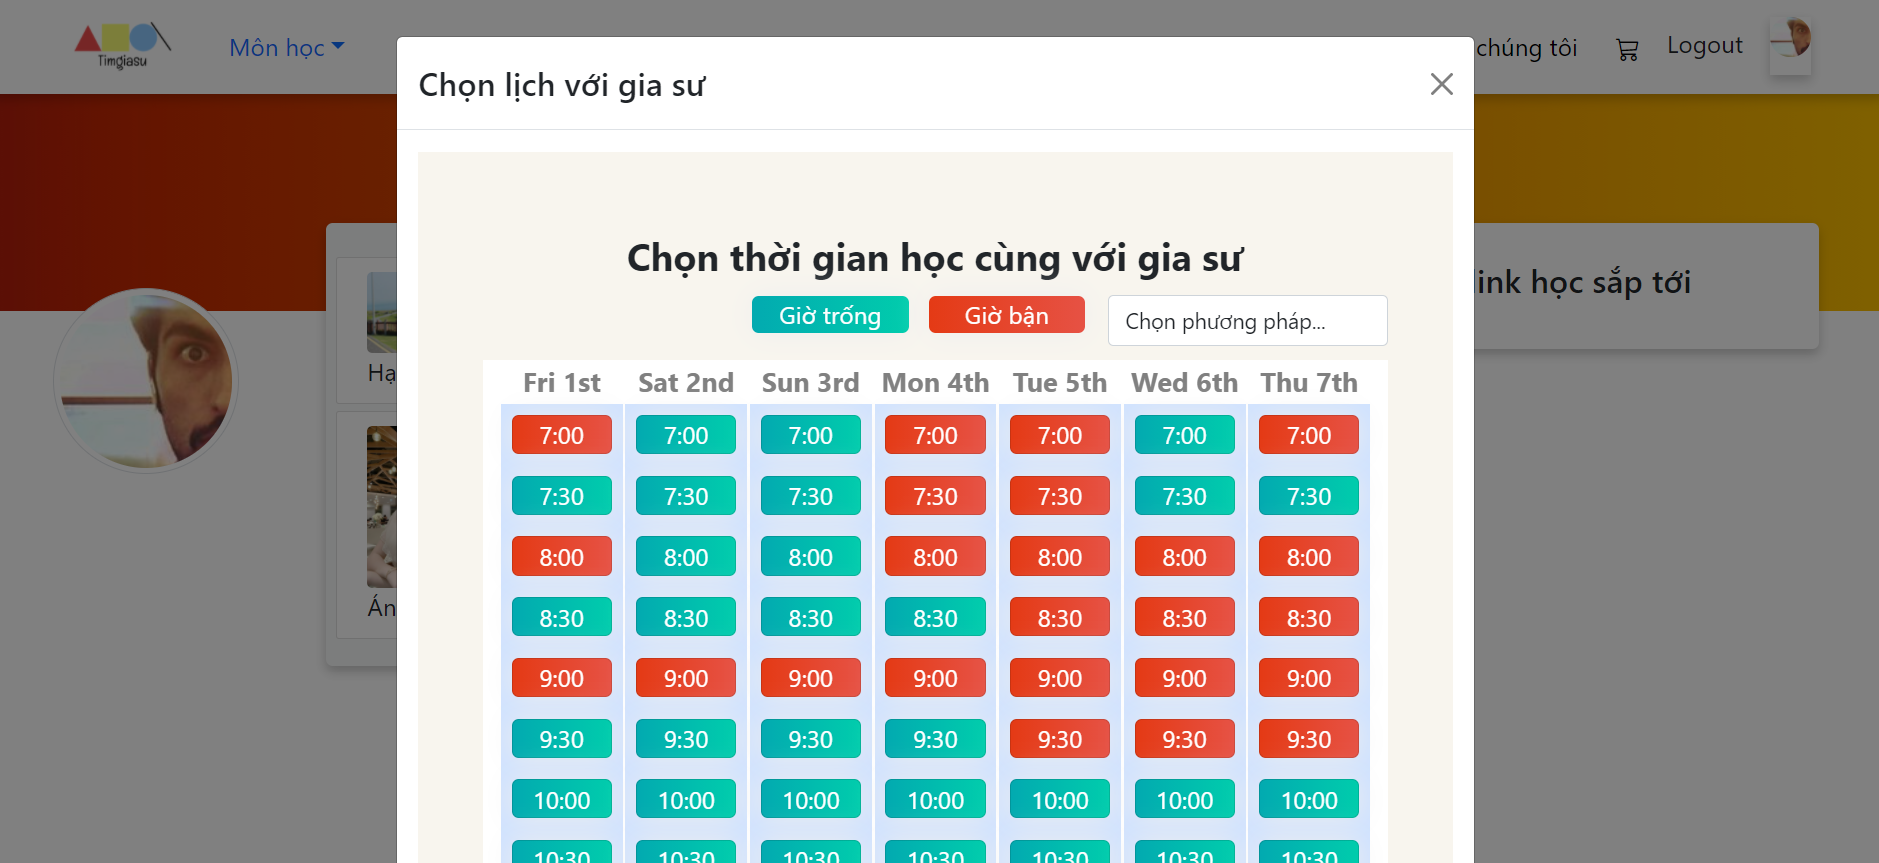 Timgiasu
Môn học
chúng tôi
Logout
Chọn lịch với gia sư
link học sắp tới
Chọn thời gian học cùng với gia sư
Giờ trống Giờ bận Chọn phương pháp...
Fri 1st Sat 2nd Sun 3rd Mon 4th Tue 5th Wed 6th Thu 7th
7:00 7:00 7:00 7:00 7:00 7:00 7:00
7:30 7:30 7:30 7:30 7:30 7:30 7:30
8:00 8:00 8:00 8:00 8:00 8:00 8:00
8:30 8:30 8:30 8:30 8:30 8:30 8:30
9:00 9:00 9:00 9:00 9:00 9:00 9:00
9:30 9:30 9:30 9:30 9:30 9:30 9:30
10:00 10:00 10:00 10:00 10:00 10:00 10:00
10:30 10:30 10:30 10:30 10:30 10:30 10:30